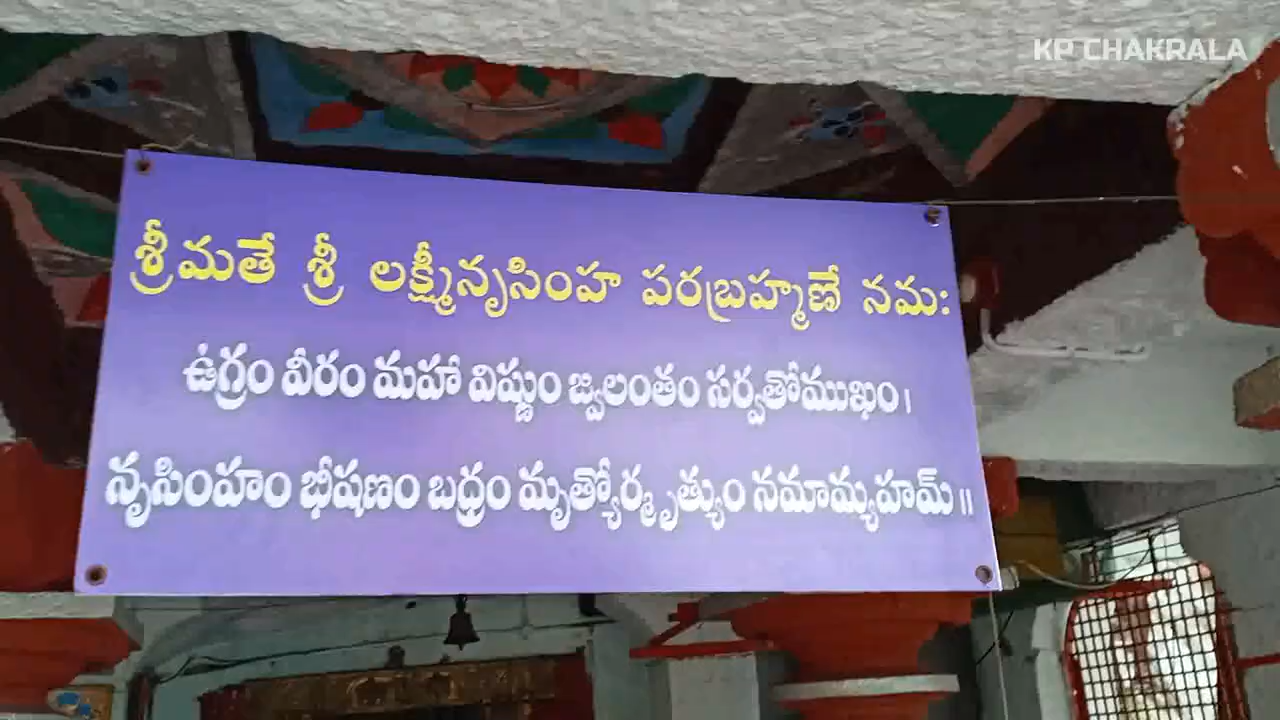 KP CHAKRALA
శ్రీమతే శ్రీ లక్ష్మీనృసింహ పరబ్రహ్మణే నమః
ఉగ్రం వీరం మహా విష్ణుం జ్వలంతం సర్వతోముఖం।
నృసింహం భీషణం బద్రం మృత్యోర్మృత్యుం నమామ్యహమ్॥